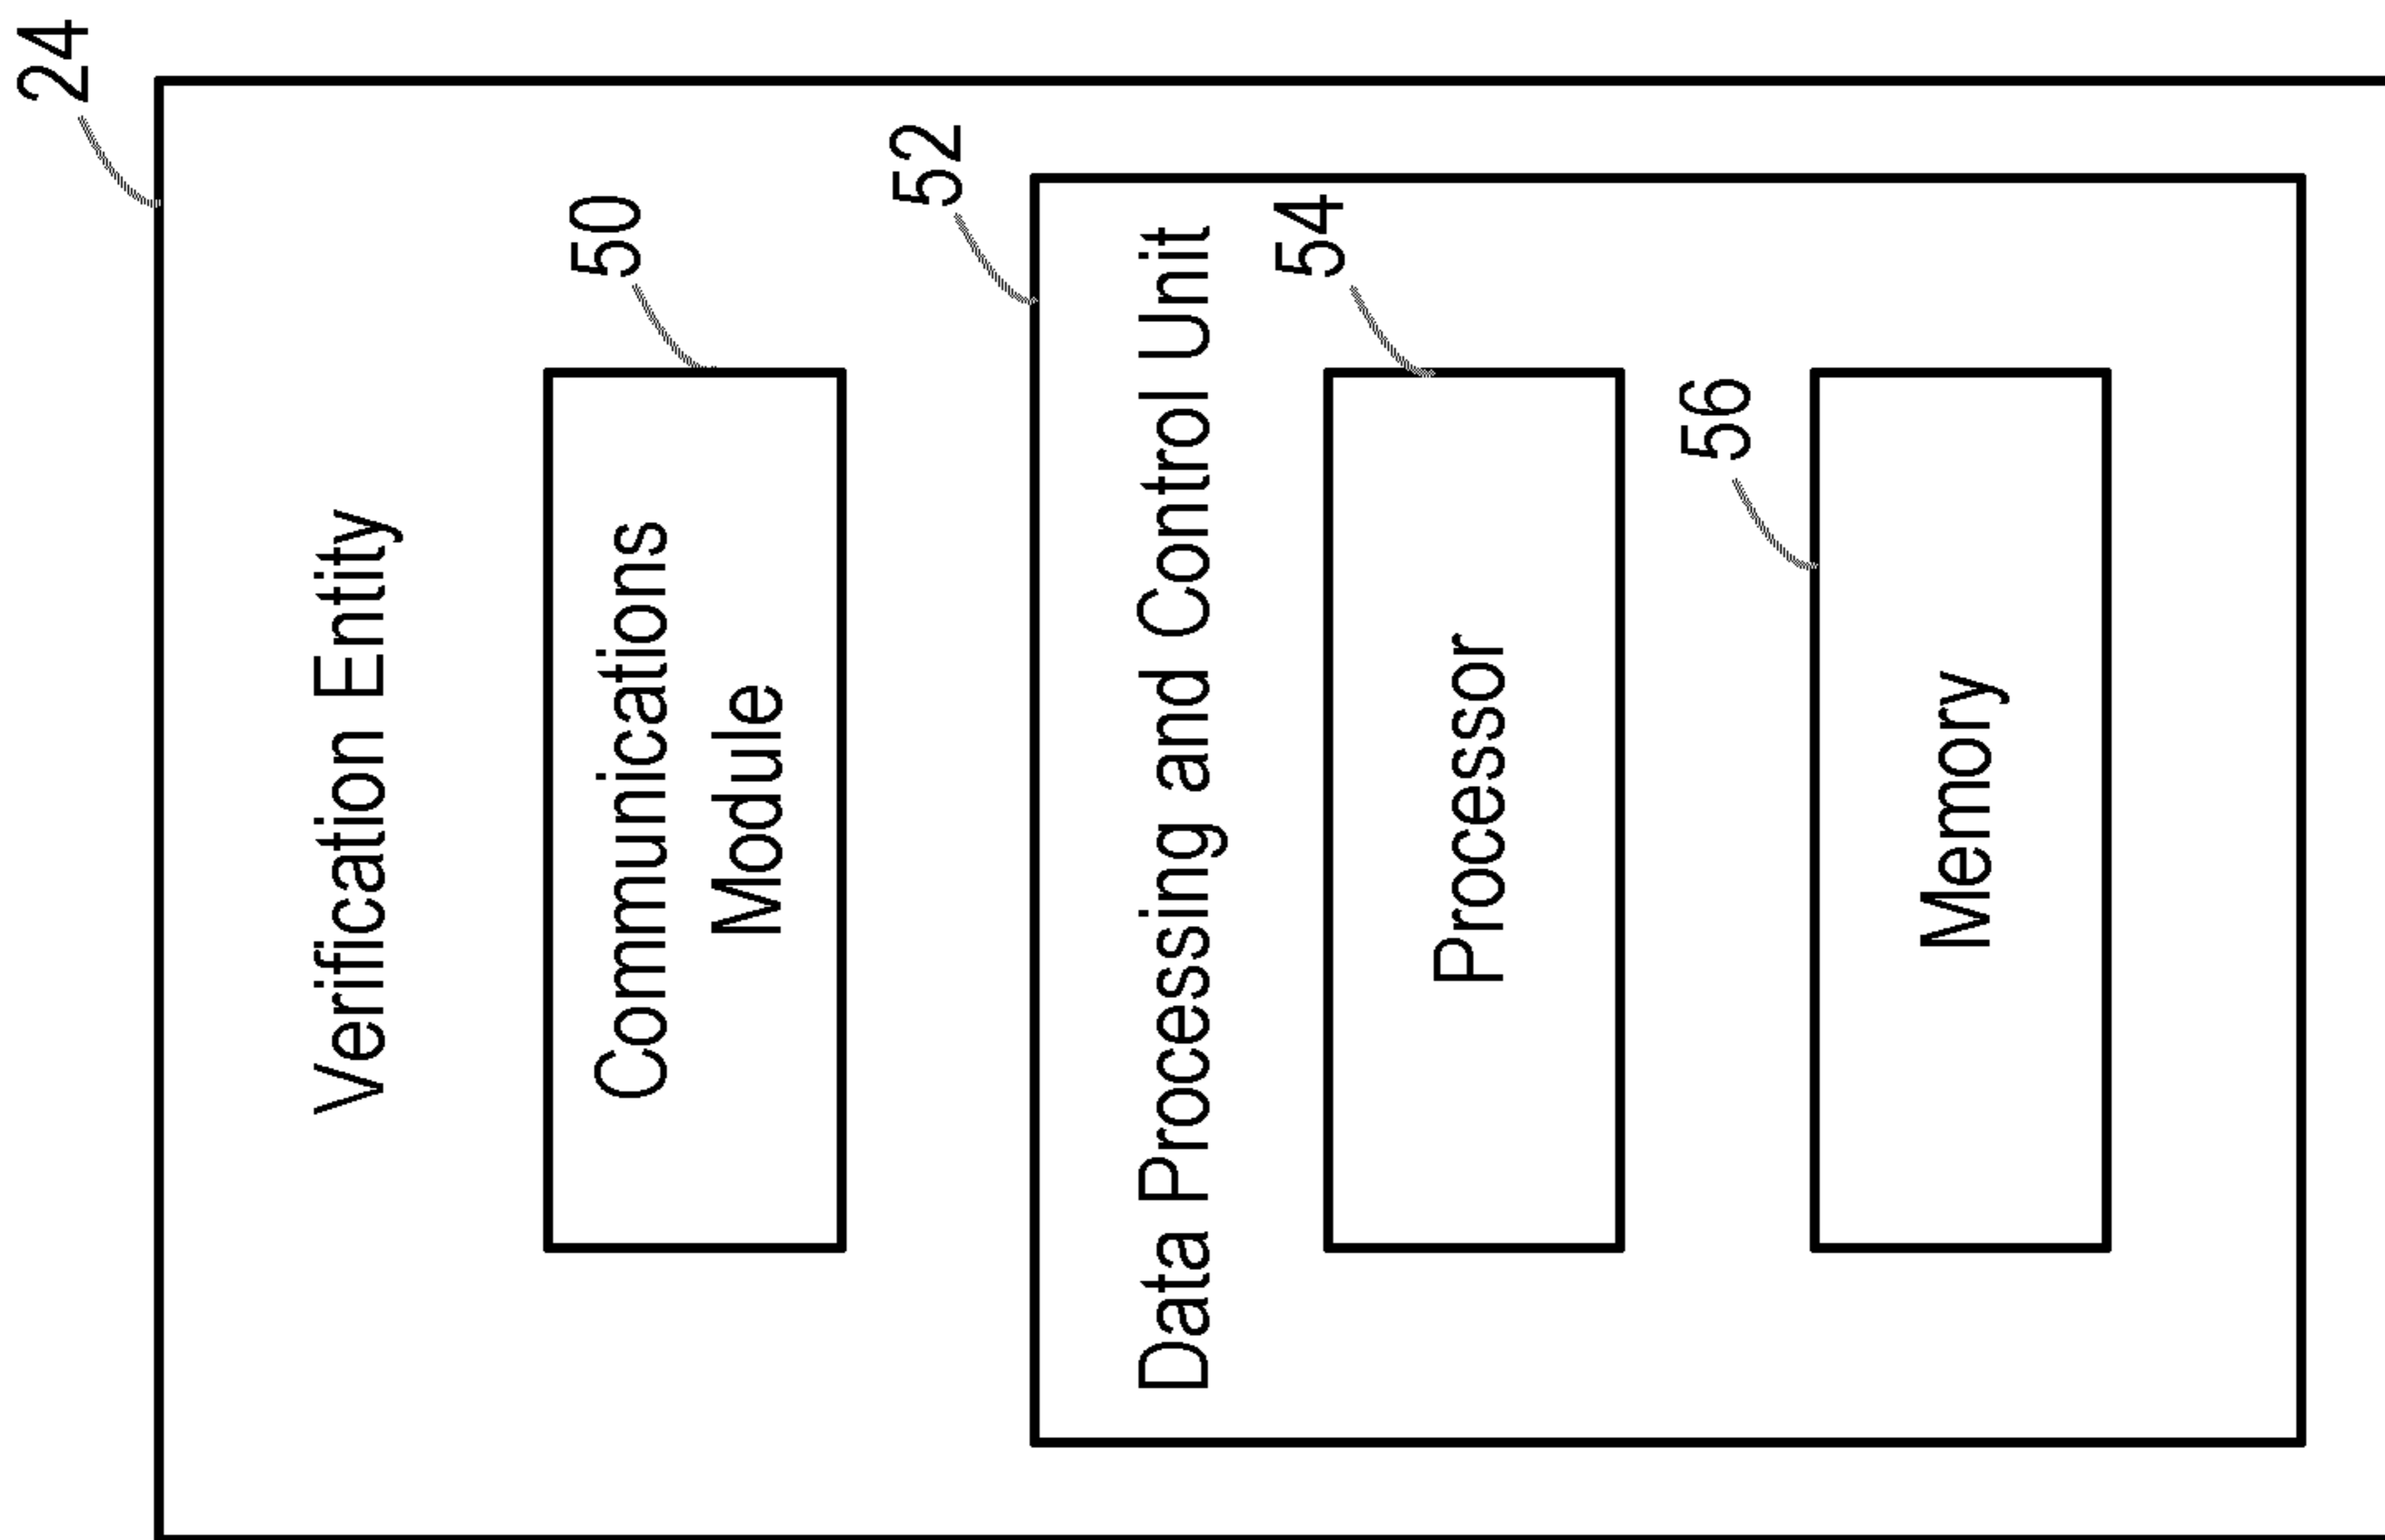 24
Verification Entity
50
Communications
Module
52
Data Processing and Control Unit
54
Processor
56
Memory